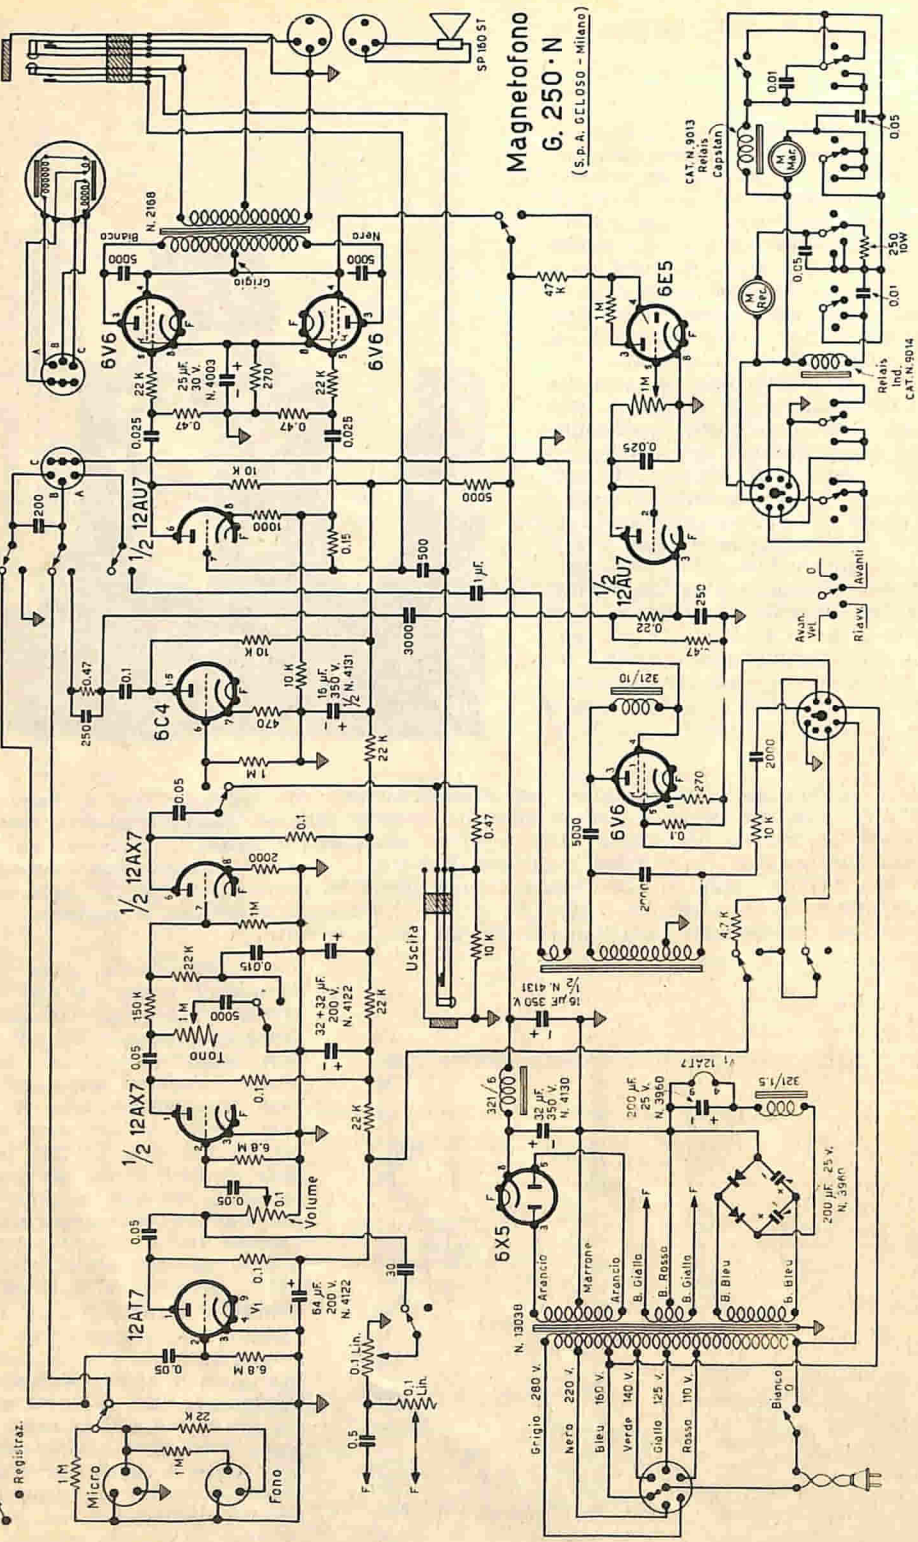 Magnetofono
G. 250-N
(S.p.A. GELOSO - Milano)
SP 160 ST
A
B
C
N. 2168
Bianco
Nero
Grigio
5000
5000
6V6
6V6
22 K
22 K
25 µF.
30 V.
N. 4003
270
0.47
0.47
0.025
0.025
C
B
A
200
1/2 12AU7
10 K
1000
0.15
5000
500
1 µF.
3000
47
K
1 M
6E5
1M
0.025
1/2
12AU7
0.22
250
.47
0.47
250
0.1
6C4
10 K
10 K
470
16 µF.
350 V.
1/2 N. 4131
1 M
22 K
0.05
1/2 12AX7
0.1
2000
1M
22 K
0.015
150 K
1 M
5000
Tono
32+32 µF.
200 V.
N. 4122
22 K
0.05
1/2 12AX7
0.1
22 K
6.8 M
0.05
0.1
Volume
0.05
12AT7
V1
0.1
64 µF.
200 V.
N. 4122
0.05
6.8 M
Registraz.
1 M
Micro
22 K
1M
Fono
30
0.1 Lin.
0.1
Lin.
0.5
F
F
Uscita
0.47
10 K
321/10
6V6
270
0.1
5000
2000
2000
10 K
4.7 K
16 µF 350 V.
1/2 N. 4131
321/6
32 µF.
350 V.
N. 4130
6X5
200 µF.
25 V.
N. 3960
12AT7
321/1.5
200 µF. 25 V.
N. 3960
N. 13038
Arancio
Marrone
Arancio
B. Giallo
B. Rosso
B. Giallo
B. Bleu
B. Bleu
F
F
Grigio 280 V.
Nero 220 V.
Bleu 160 V.
Verde 140 V.
Giallo 125 V.
Rosso 110 V.
Bianco
0
CAT. N. 9013
Relais
Capstan
0.01
M
Mar.
0.05
M
Rec.
0.05
250
10W
0.01
Relais
Ind.
CAT. N. 9014
Avan.
Vel.
0
Avanti
Riavv.